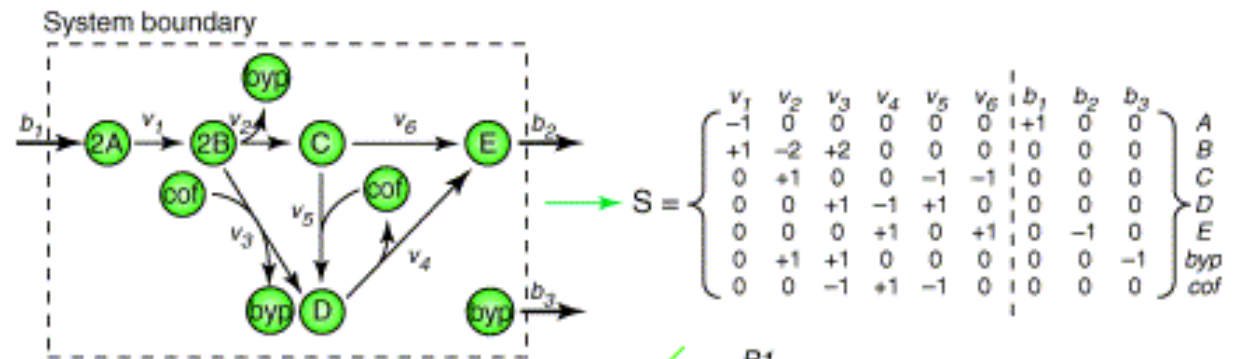 System boundary
byp
b1 2A v1 2B v2 C v6 E b2
cof cof
v3 v5 v4
byp D byp b3
S =
v1 v2 v3 v4 v5 v6 b1 b2 b3
−1 0 0 0 0 0 +1 0 0 A
+1 −2 +2 0 0 0 0 0 0 B
0 +1 0 0 −1 −1 0 0 0 C
0 0 +1 −1 +1 0 0 0 0 D
0 0 0 +1 0 +1 0 −1 0 E
0 +1 +1 0 0 0 0 0 −1 byp
0 0 −1 +1 −1 0 0 0 0 cof